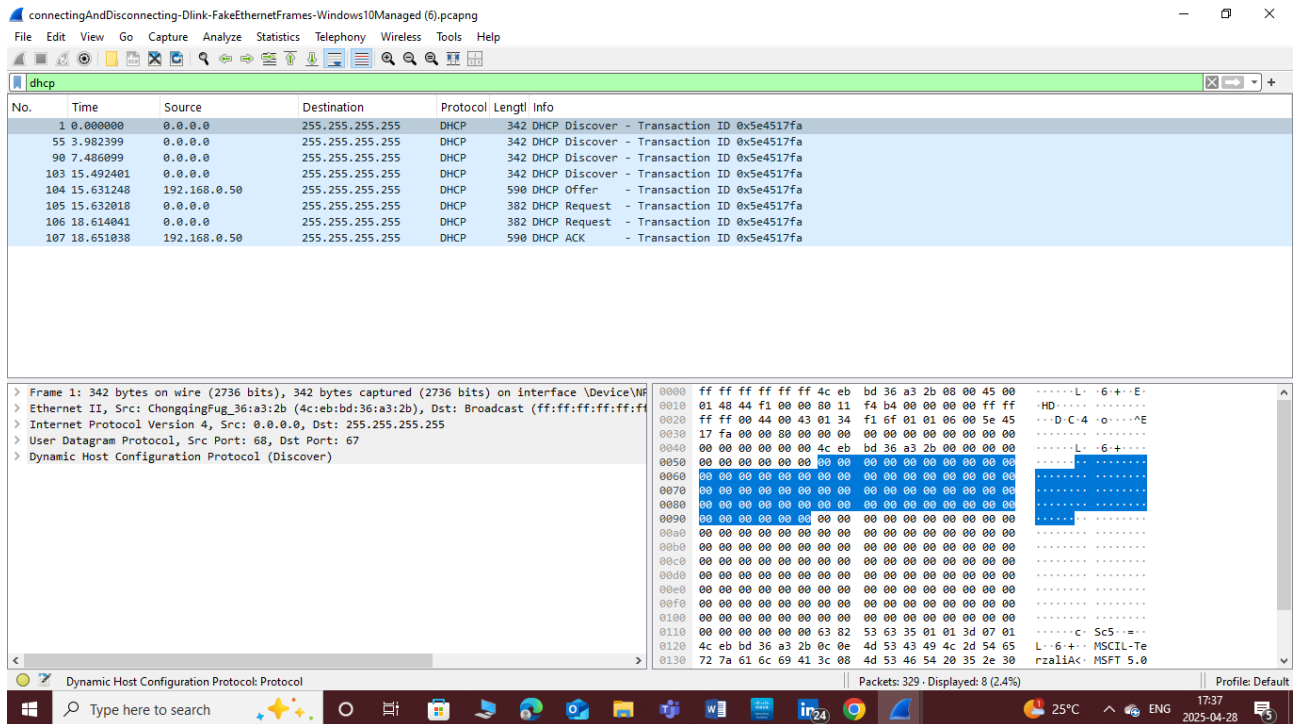 connectingAndDisconnecting-Dlink-FakeEthernetFrames-Windows10Managed (6).pcapng
File Edit View Go Capture Analyze Statistics Telephony Wireless Tools Help
dhcp
No. Time Source Destination Protocol Lengtl Info
1 0.000000 0.0.0.0 255.255.255.255 DHCP 342 DHCP Discover - Transaction ID 0x5e4517fa
55 3.982399 0.0.0.0 255.255.255.255 DHCP 342 DHCP Discover - Transaction ID 0x5e4517fa
90 7.486099 0.0.0.0 255.255.255.255 DHCP 342 DHCP Discover - Transaction ID 0x5e4517fa
103 15.492401 0.0.0.0 255.255.255.255 DHCP 342 DHCP Discover - Transaction ID 0x5e4517fa
104 15.631248 192.168.0.50 255.255.255.255 DHCP 590 DHCP Offer - Transaction ID 0x5e4517fa
105 15.632018 0.0.0.0 255.255.255.255 DHCP 382 DHCP Request - Transaction ID 0x5e4517fa
106 18.614041 0.0.0.0 255.255.255.255 DHCP 382 DHCP Request - Transaction ID 0x5e4517fa
107 18.651038 192.168.0.50 255.255.255.255 DHCP 590 DHCP ACK - Transaction ID 0x5e4517fa
> Frame 1: 342 bytes on wire (2736 bits), 342 bytes captured (2736 bits) on interface \Device\NF
> Ethernet II, Src: ChongqingFug_36:a3:2b (4c:eb:bd:36:a3:2b), Dst: Broadcast (ff:ff:ff:ff:ff:ff
> Internet Protocol Version 4, Src: 0.0.0.0, Dst: 255.255.255.255
> User Datagram Protocol, Src Port: 68, Dst Port: 67
> Dynamic Host Configuration Protocol (Discover)
0000 ff ff ff ff ff ff 4c eb bd 36 a3 2b 08 00 45 00 ······L· ·6·+··E·
0010 01 48 44 f1 00 00 80 11 f4 b4 00 00 00 00 ff ff ·HD····· ········
0020 ff ff 00 44 00 43 01 34 f1 6f 01 01 06 00 5e 45 ···D·C·4 ·o····^E
0030 17 fa 00 00 80 00 00 00 00 00 00 00 00 00 00 00 ········ ········
0040 00 00 00 00 00 00 4c eb bd 36 a3 2b 00 00 00 00 ······L· ·6·+····
0050 00 00 00 00 00 00 00 00 00 00 00 00 00 00 00 00 ········ ········
0060 00 00 00 00 00 00 00 00 00 00 00 00 00 00 00 00 ········ ········
0070 00 00 00 00 00 00 00 00 00 00 00 00 00 00 00 00 ········ ········
0080 00 00 00 00 00 00 00 00 00 00 00 00 00 00 00 00 ········ ········
0090 00 00 00 00 00 00 00 00 00 00 00 00 00 00 00 00 ········ ········
00a0 00 00 00 00 00 00 00 00 00 00 00 00 00 00 00 00 ········ ········
00b0 00 00 00 00 00 00 00 00 00 00 00 00 00 00 00 00 ········ ········
00c0 00 00 00 00 00 00 00 00 00 00 00 00 00 00 00 00 ········ ········
00d0 00 00 00 00 00 00 00 00 00 00 00 00 00 00 00 00 ········ ········
00e0 00 00 00 00 00 00 00 00 00 00 00 00 00 00 00 00 ········ ········
00f0 00 00 00 00 00 00 00 00 00 00 00 00 00 00 00 00 ········ ········
0100 00 00 00 00 00 00 00 00 00 00 00 00 00 00 00 00 ········ ········
0110 00 00 00 00 00 00 63 82 53 63 35 01 01 3d 07 01 ······c· Sc5··=··
0120 4c eb bd 36 a3 2b 0c 0e 4d 53 43 49 4c 2d 54 65 L··6·+·· MSCIL-Te
0130 72 7a 61 6c 69 41 3c 08 4d 53 46 54 20 35 2e 30 rzaliA<· MSFT 5.0
Dynamic Host Configuration Protocol: Protocol
Packets: 329 · Displayed: 8 (2.4%)
Profile: Default
Type here to search
24
25°C
ENG
17:37
2025-04-28
5